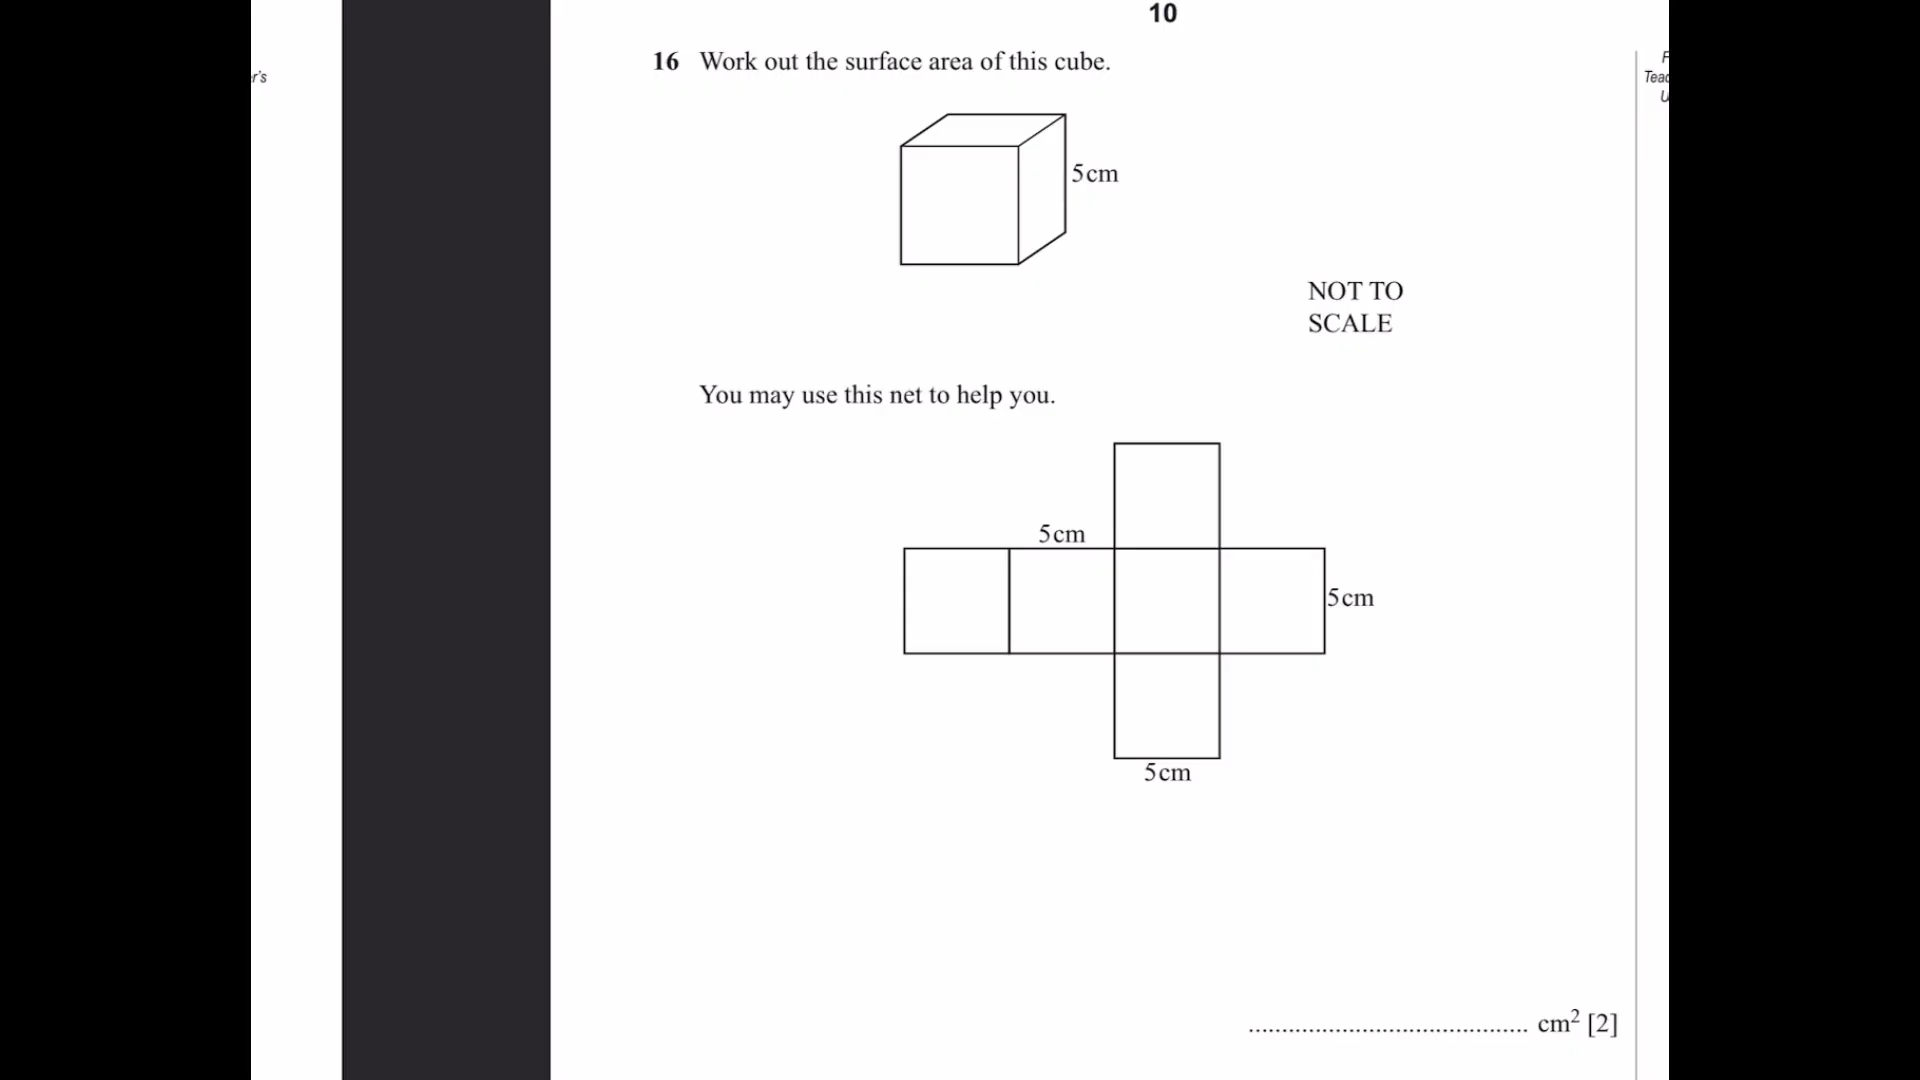 10
r's
16 Work out the surface area of this cube.
F
Teac
U
5cm
NOT TO
SCALE
You may use this net to help you.
5cm
5cm
5cm
........................................ cm² [2]